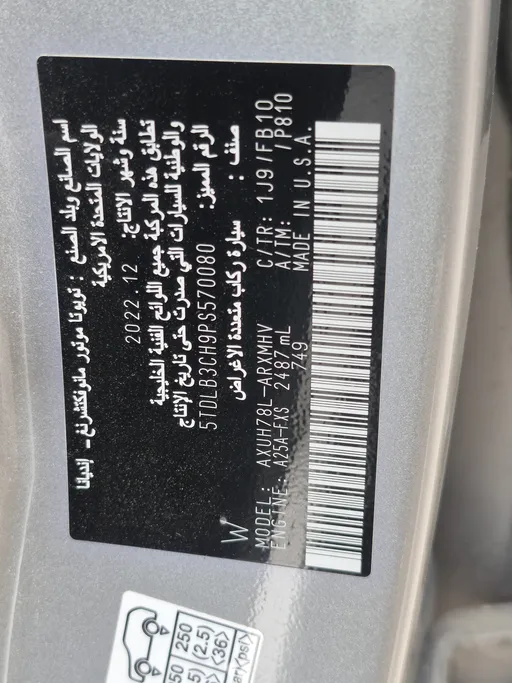 اسم الصانع وبلد الصنع : تويوتا موتور مانوفكتشرنغ - إنديانا
الولايات المتحدة الامريكية
سنة وشهر الانتاج: 2022 12
تطابق هذه المركبة جميع اللوائح الفنية الخليجية
والوطنية للسيارات التي صدرت حتى تاريخ الإنتاج
الرقم المميز: 5TDLB3CH9PS570080
صنف : سيارة ركاب متعددة الاغراض
W
MODEL: AXUH78L-ARXMHV C/TR: 1J9/FB10
ENGINE: A25A-FXS 2487 mL A/TM: /P810
749 MADE IN U.S.A.
250
(2.5)
<36>